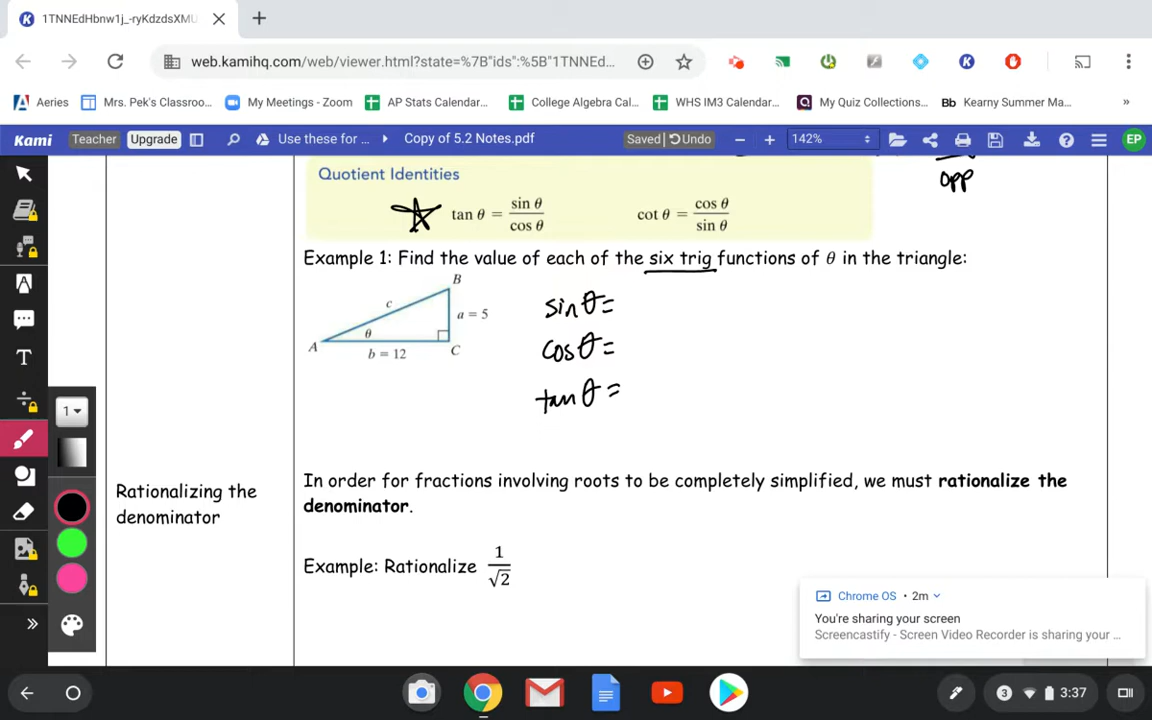 1TNNEdHbnw1j_-ryKdzdsXMU
web.kamihq.com/web/viewer.html?state=%7B"ids":%5B"1TNNEd...
Aeries Mrs. Pek's Classroo... My Meetings - Zoom AP Stats Calendar... College Algebra Cal... WHS IM3 Calendar... My Quiz Collections... Bb Kearny Summer Ma... »
Kami Teacher Upgrade Use these for ... Copy of 5.2 Notes.pdf Saved Undo 142% EP
opp
Quotient Identities
tan θ = sin θ / cos θ cot θ = cos θ / sin θ
Example 1: Find the value of each of the six trig functions of θ in the triangle:
B
c
a = 5
θ
A
b = 12
C
sin θ =
cos θ =
tan θ =
1
Rationalizing the
denominator
In order for fractions involving roots to be completely simplified, we must rationalize the
denominator.
Example: Rationalize 1/√2
Chrome OS • 2m
You're sharing your screen
Screencastify - Screen Video Recorder is sharing your ...
3 3:37